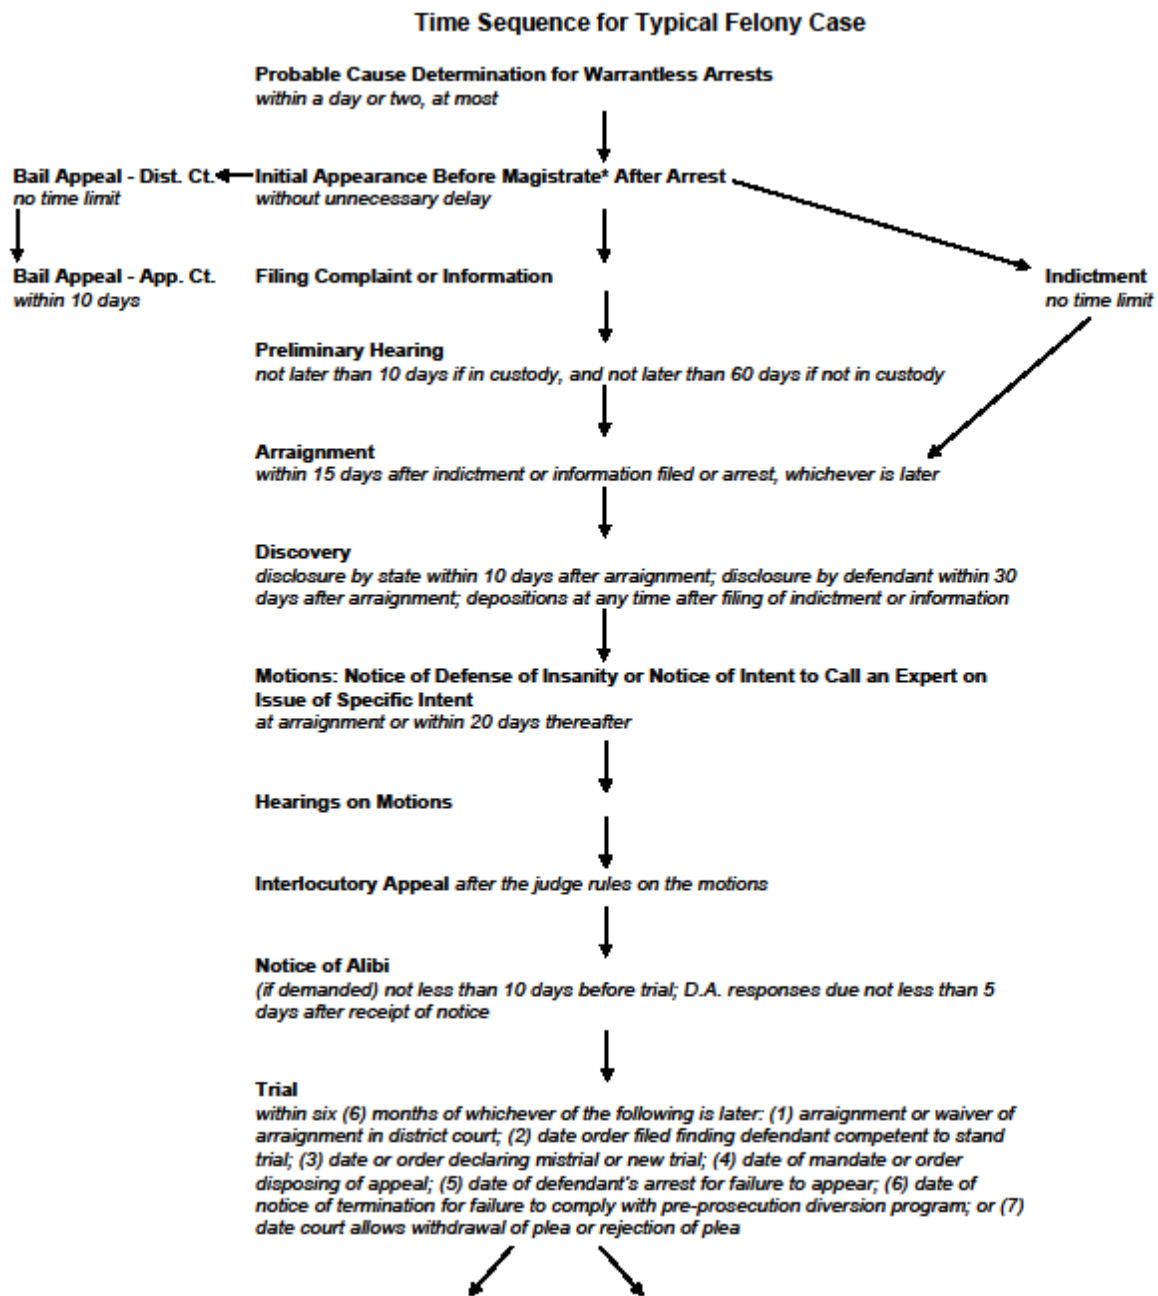 Time Sequence for Typical Felony Case
Probable Cause Determination for Warrantless Arrests
within a day or two, at most
Bail Appeal - Dist. Ct.
no time limit
Initial Appearance Before Magistrate* After Arrest
without unnecessary delay
Bail Appeal - App. Ct.
within 10 days
Filing Complaint or Information
Indictment
no time limit
Preliminary Hearing
not later than 10 days if in custody, and not later than 60 days if not in custody
Arraignment
within 15 days after indictment or information filed or arrest, whichever is later
Discovery
disclosure by state within 10 days after arraignment; disclosure by defendant within 30
days after arraignment; depositions at any time after filing of indictment or information
Motions: Notice of Defense of Insanity or Notice of Intent to Call an Expert on
Issue of Specific Intent
at arraignment or within 20 days thereafter
Hearings on Motions
Interlocutory Appeal after the judge rules on the motions
Notice of Alibi
(if demanded) not less than 10 days before trial; D.A. responses due not less than 5
days after receipt of notice
Trial
within six (6) months of whichever of the following is later: (1) arraignment or waiver of
arraignment in district court; (2) date order filed finding defendant competent to stand
trial; (3) date or order declaring mistrial or new trial; (4) date of mandate or order
disposing of appeal; (5) date of defendant's arrest for failure to appear; (6) date of
notice of termination for failure to comply with pre-prosecution diversion program; or (7)
date court allows withdrawal of plea or rejection of plea